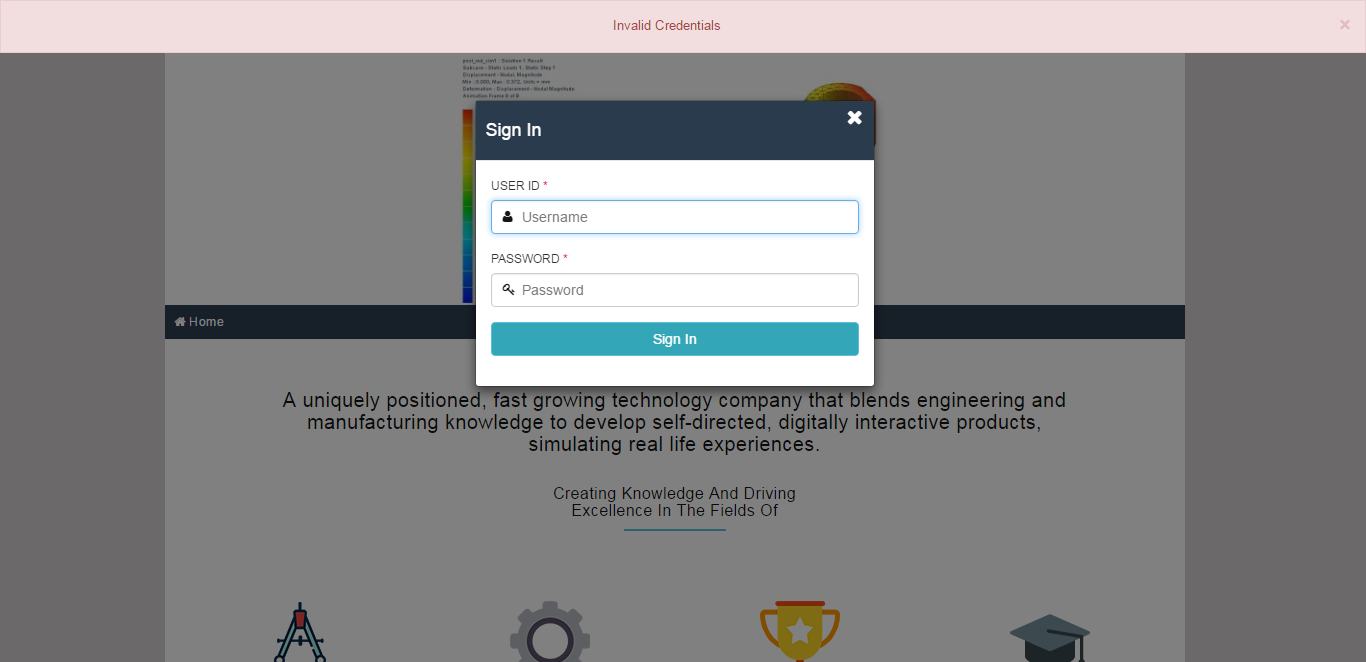 Invalid Credentials
×
post_md_sim1 : Solution 1 Result
Subcase - Static Loads 1, Static Step 1
Displacement - Nodal, Magnitude
Min : 0.000, Max : 0.372, Units = mm
Deformation : Displacement - Nodal Magnitude
Animation Frame 8 of 8
Sign In
USER ID *
Username
PASSWORD *
Password
Sign In
Home
A uniquely positioned, fast growing technology company that blends engineering and
manufacturing knowledge to develop self-directed, digitally interactive products,
simulating real life experiences.
Creating Knowledge And Driving
Excellence In The Fields Of